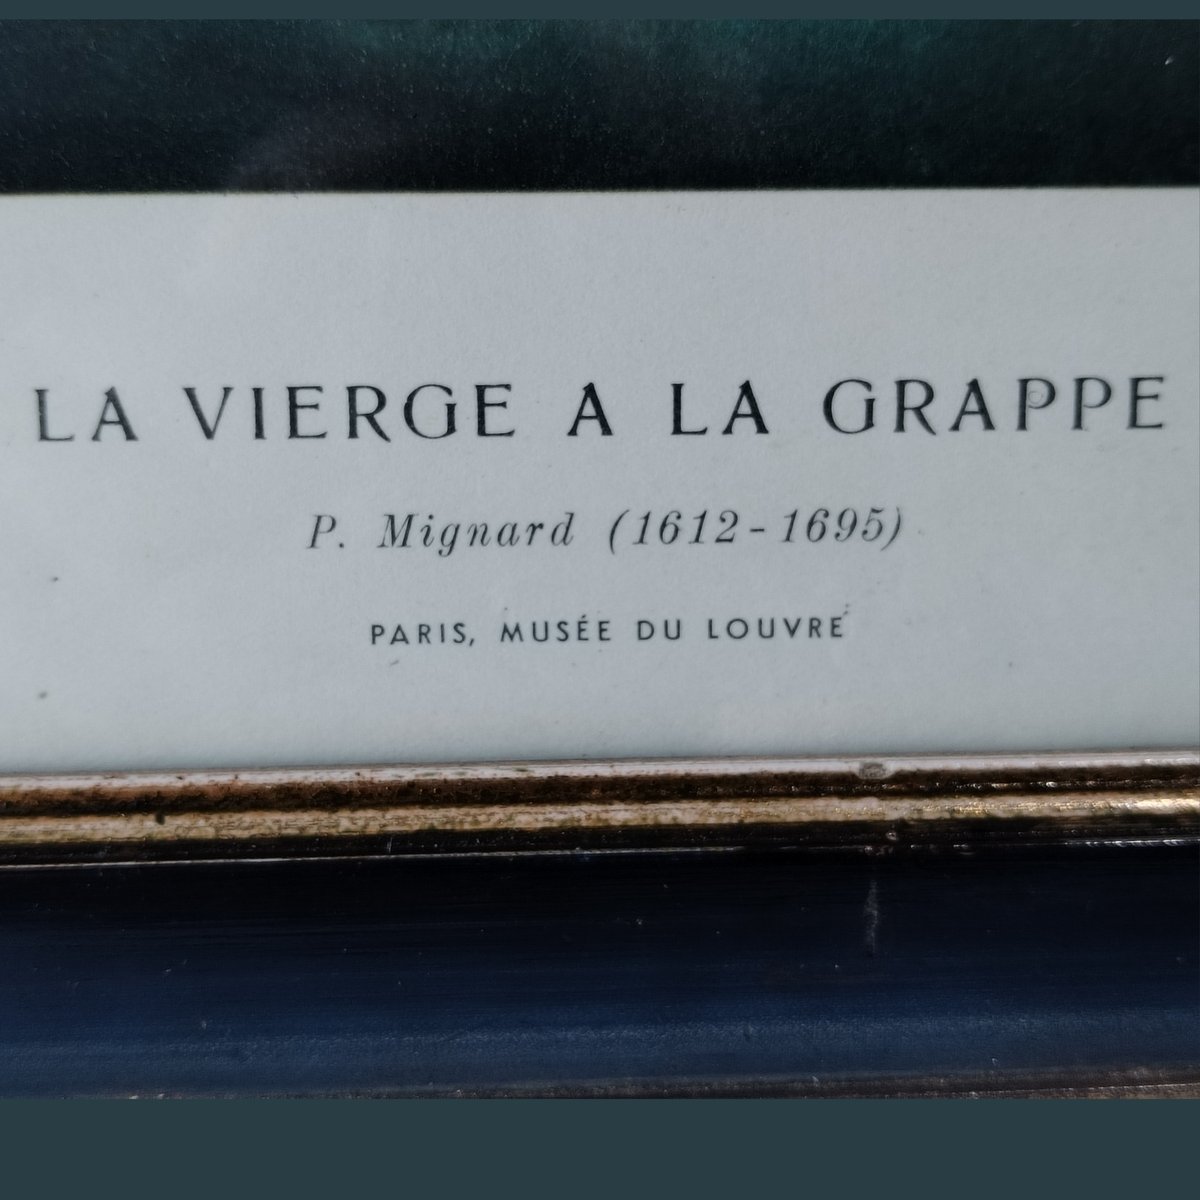 LA VIERGE A LA GRAPPE
P. Mignard (1612-1695)
PARIS, MUSÉE DU LOUVRE